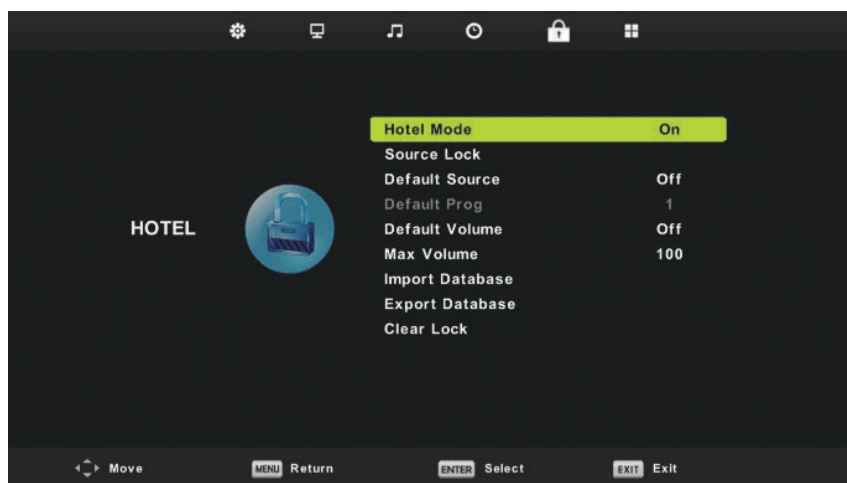 HOTEL
Hotel Mode On
Source Lock
Default Source Off
Default Prog 1
Default Volume Off
Max Volume 100
Import Database
Export Database
Clear Lock
Move MENU Return ENTER Select EXIT Exit